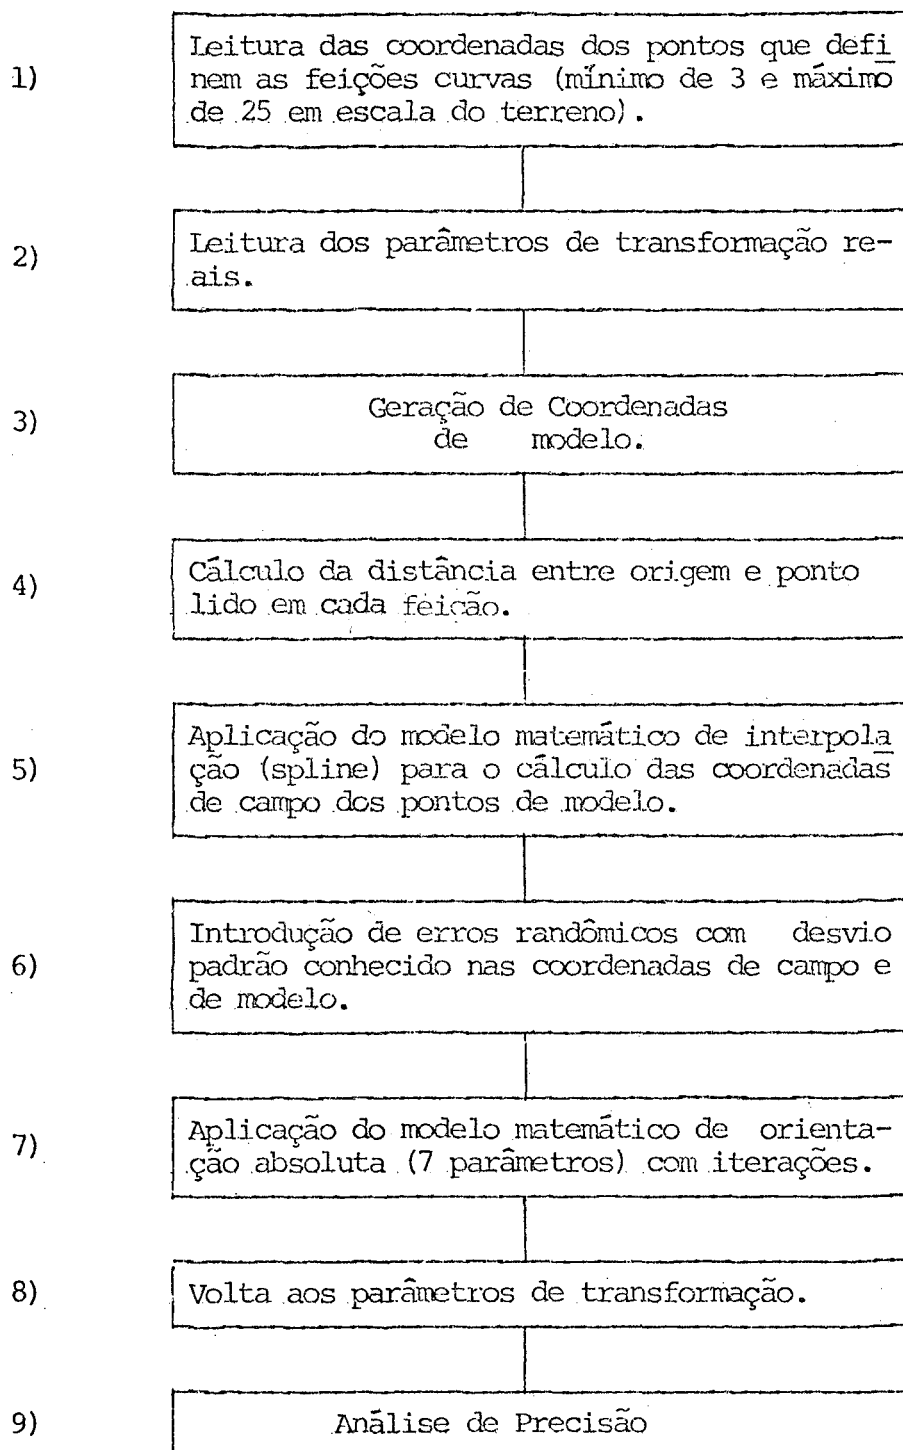 1)
Leitura das coordenadas dos pontos que defi
nem as feições curvas (mínimo de 3 e máximo
de 25 em escala do terreno).
2)
Leitura dos parâmetros de transformação re-
ais.
3)
Geração de Coordenadas
de modelo.
4)
Cálculo da distância entre origem e ponto
lido em cada feição.
5)
Aplicação do modelo matemático de interpola
ção (spline) para o cálculo das coordenadas
de campo dos pontos de modelo.
6)
Introdução de erros randômicos com desvio
padrão conhecido nas coordenadas de campo e
de modelo.
7)
Aplicação do modelo matemático de orienta-
ção absoluta (7 parâmetros) com iterações.
8)
Volta aos parâmetros de transformação.
9)
Análise de Precisão